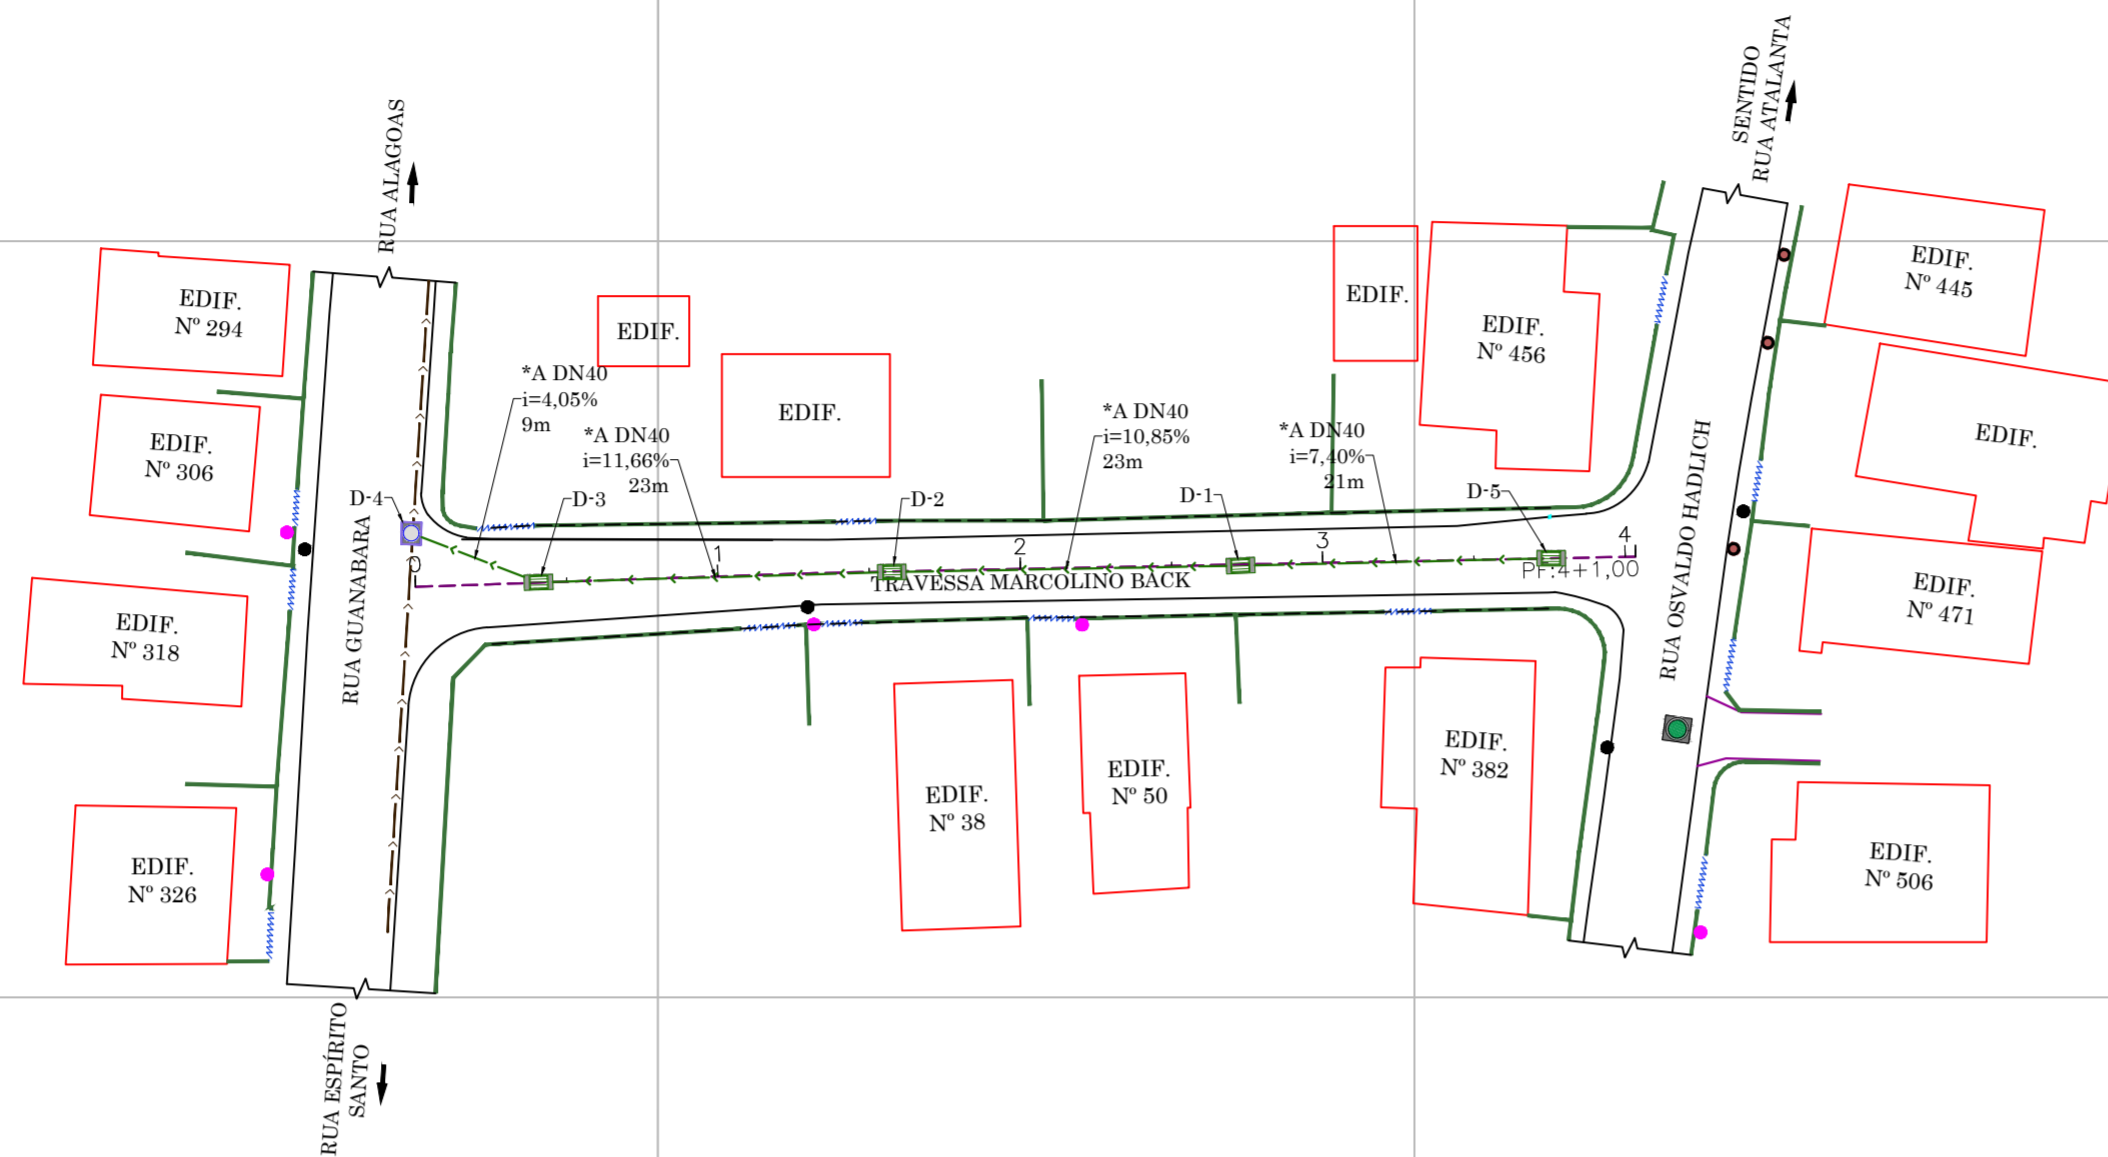 SENTIDO
RUA ATALANTA
RUA ALAGOAS
EDIF.
Nº 294
EDIF.
EDIF.
EDIF.
Nº 456
EDIF.
Nº 445
*A DN40
i=4,05%
9m
EDIF.
*A DN40
i=11,66%
23m
*A DN40
i=10,85%
23m
*A DN40
i=7,40%
21m
EDIF.
EDIF.
Nº 306
D-4
D-3
D-2
D-1
D-5
RUA GUANABARA
RUA OSVALDO HADLICH
0
1
2
3
4
PF:4+1,00
TRAVESSA MARCOLINO BACK
EDIF.
Nº 318
EDIF.
Nº 471
EDIF.
Nº 38
EDIF.
Nº 50
EDIF.
Nº 382
EDIF.
Nº 326
EDIF.
Nº 506
RUA ESPÍRITO
SANTO